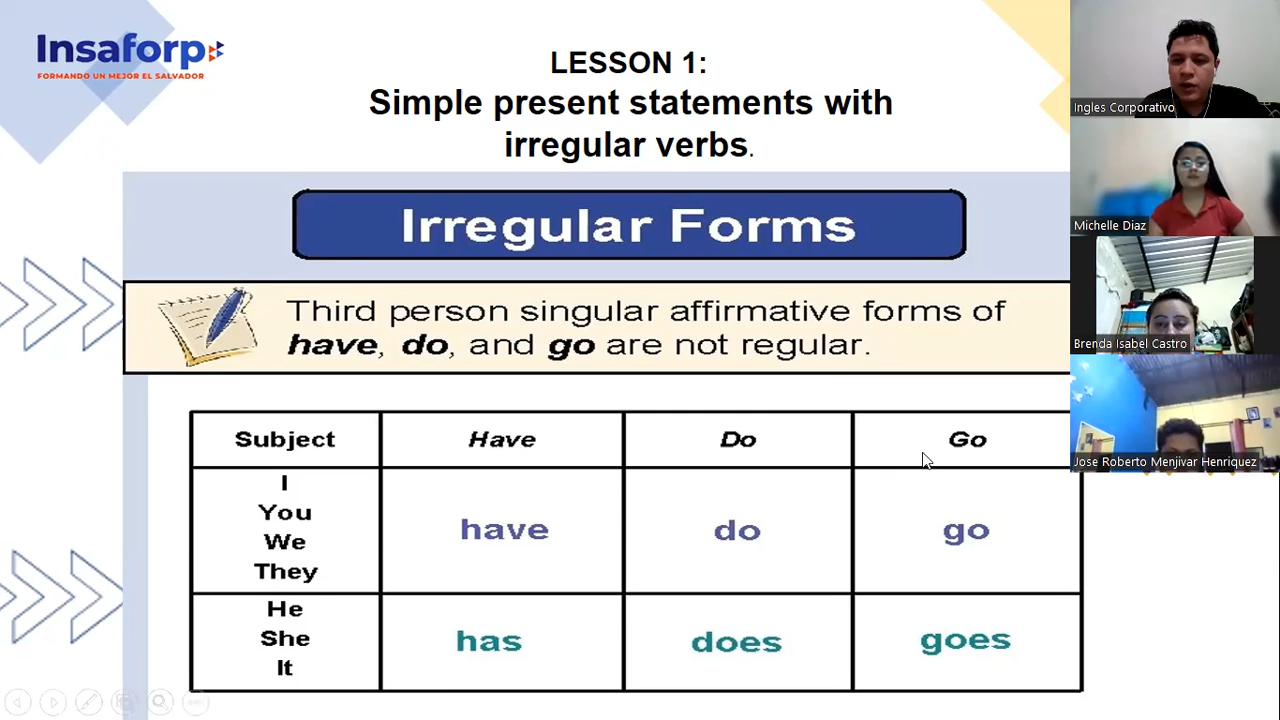 Insaforp
FORMANDO UN MEJOR EL SALVADOR
LESSON 1:
Simple present statements with
irregular verbs.
Irregular Forms
Third person singular affirmative forms of
have, do, and go are not regular.
Subject Have Do Go
I
You
We
They
have do go
He
She
It
has does goes
Ingles Corporativo
Michelle Diaz
Brenda Isabel Castro
Jose Roberto Menjivar Henriquez